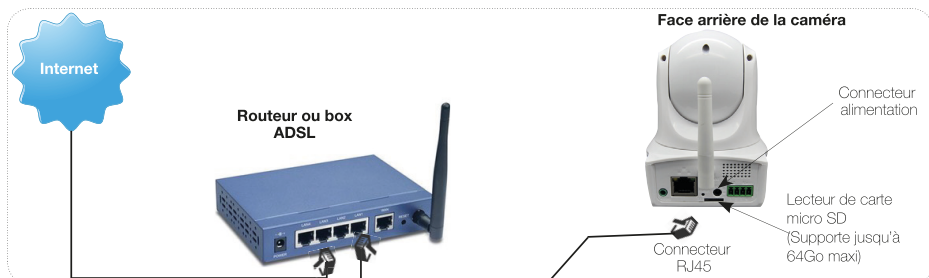 Face arrière de la caméra
Internet
Connecteur
alimentation
Routeur ou box
ADSL
Lecteur de carte
micro SD
(Supporte jusqu'à
64Go maxi)
Connecteur
RJ45